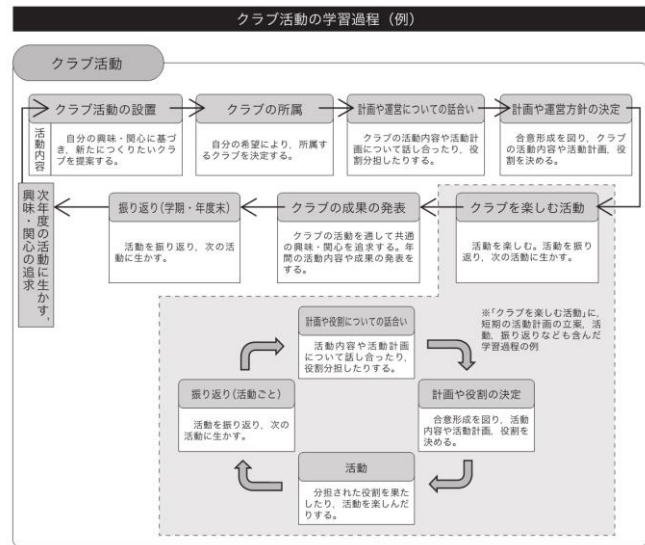 クラブ活動の学習過程（例）
クラブ活動
クラブ活動の設置
活動内容
自分の興味・関心に基づ
き，新たにつくりたいクラ
ブを提案する。
クラブの所属
自分の希望により，所属す
るクラブを決定する。
計画や運営についての話合い
クラブの活動内容や活動計
画について話し合ったり，役
割分担したりする。
計画や運営方針の決定
合意形成を図り，クラブ
の活動内容や活動計画，役
割を決める。
クラブを楽しむ活動
活動を楽しむ。活動を振り
返り，次の活動に生かす。
クラブの成果の発表
クラブの活動を通して共通
の興味・関心を追求する。年
間の活動内容や成果の発表を
する。
振り返り（学期・年度末）
活動を振り返り，次の活
動に生かす。
次年度の活動に生かす，
興味・関心の追求
※「クラブを楽しむ活動」に，
短期の活動計画の立案，活
動，振り返りなども含んだ
学習過程の例
計画や役割についての話合い
活動内容や活動計画
について話し合ったり，
役割分担したりする。
計画や役割の決定
合意形成を図り，活動
内容や活動計画，役割
を決める。
活動
分担された役割を果た
したり，活動を楽しんだ
りする。
振り返り（活動ごと）
活動を振り返り，次の
活動に生かす。